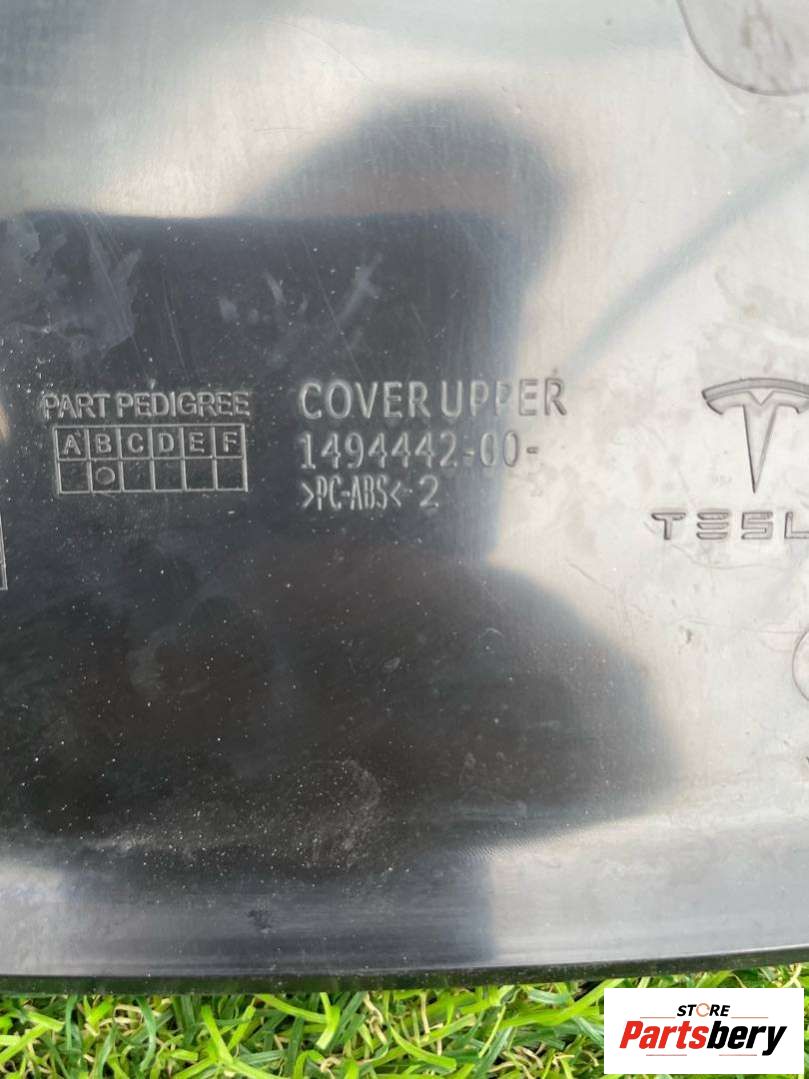 PART PEDIGREE
A B C D E F
COVER UPPER
1494442-00-
>PC-ABS<-2
TESL
STORE
Partsbery